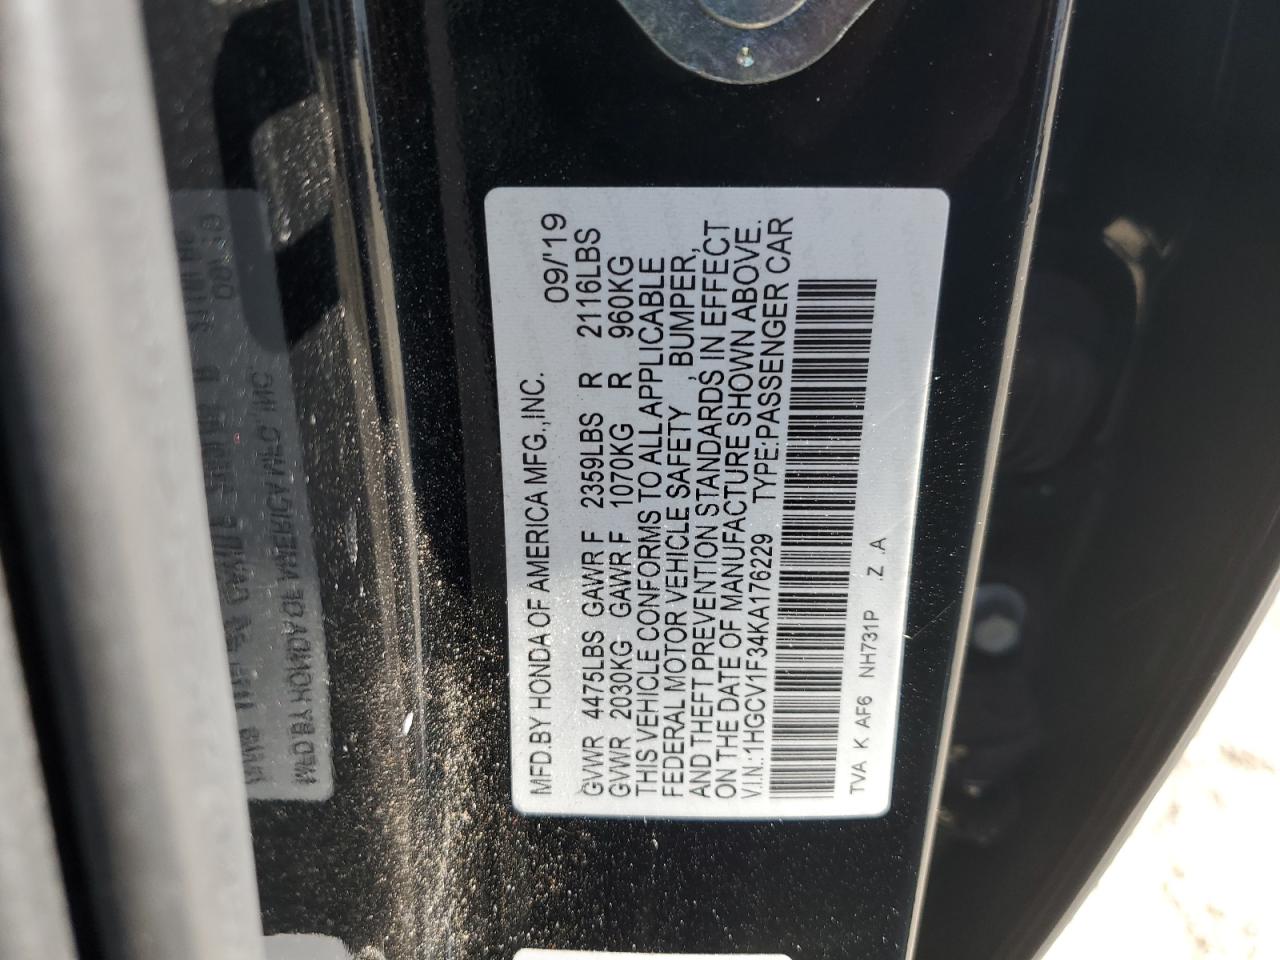 MFD.BY HONDA OF AMERICA MFG.,INC. 09/'19
GVWR 4475LBS GAWR F 2359LBS R 2116LBS
GVWR 2030KG GAWR F 1070KG R 960KG
THIS VEHICLE CONFORMS TO ALL APPLICABLE
FEDERAL MOTOR VEHICLE SAFETY , BUMPER,
AND THEFT PREVENTION STANDARDS IN EFFECT
ON THE DATE OF MANUFACTURE SHOWN ABOVE.
V.I.N.:1HGCV1F34KA176229 TYPE:PASSENGER CAR
TVA K AF6 NH731P .Z .A